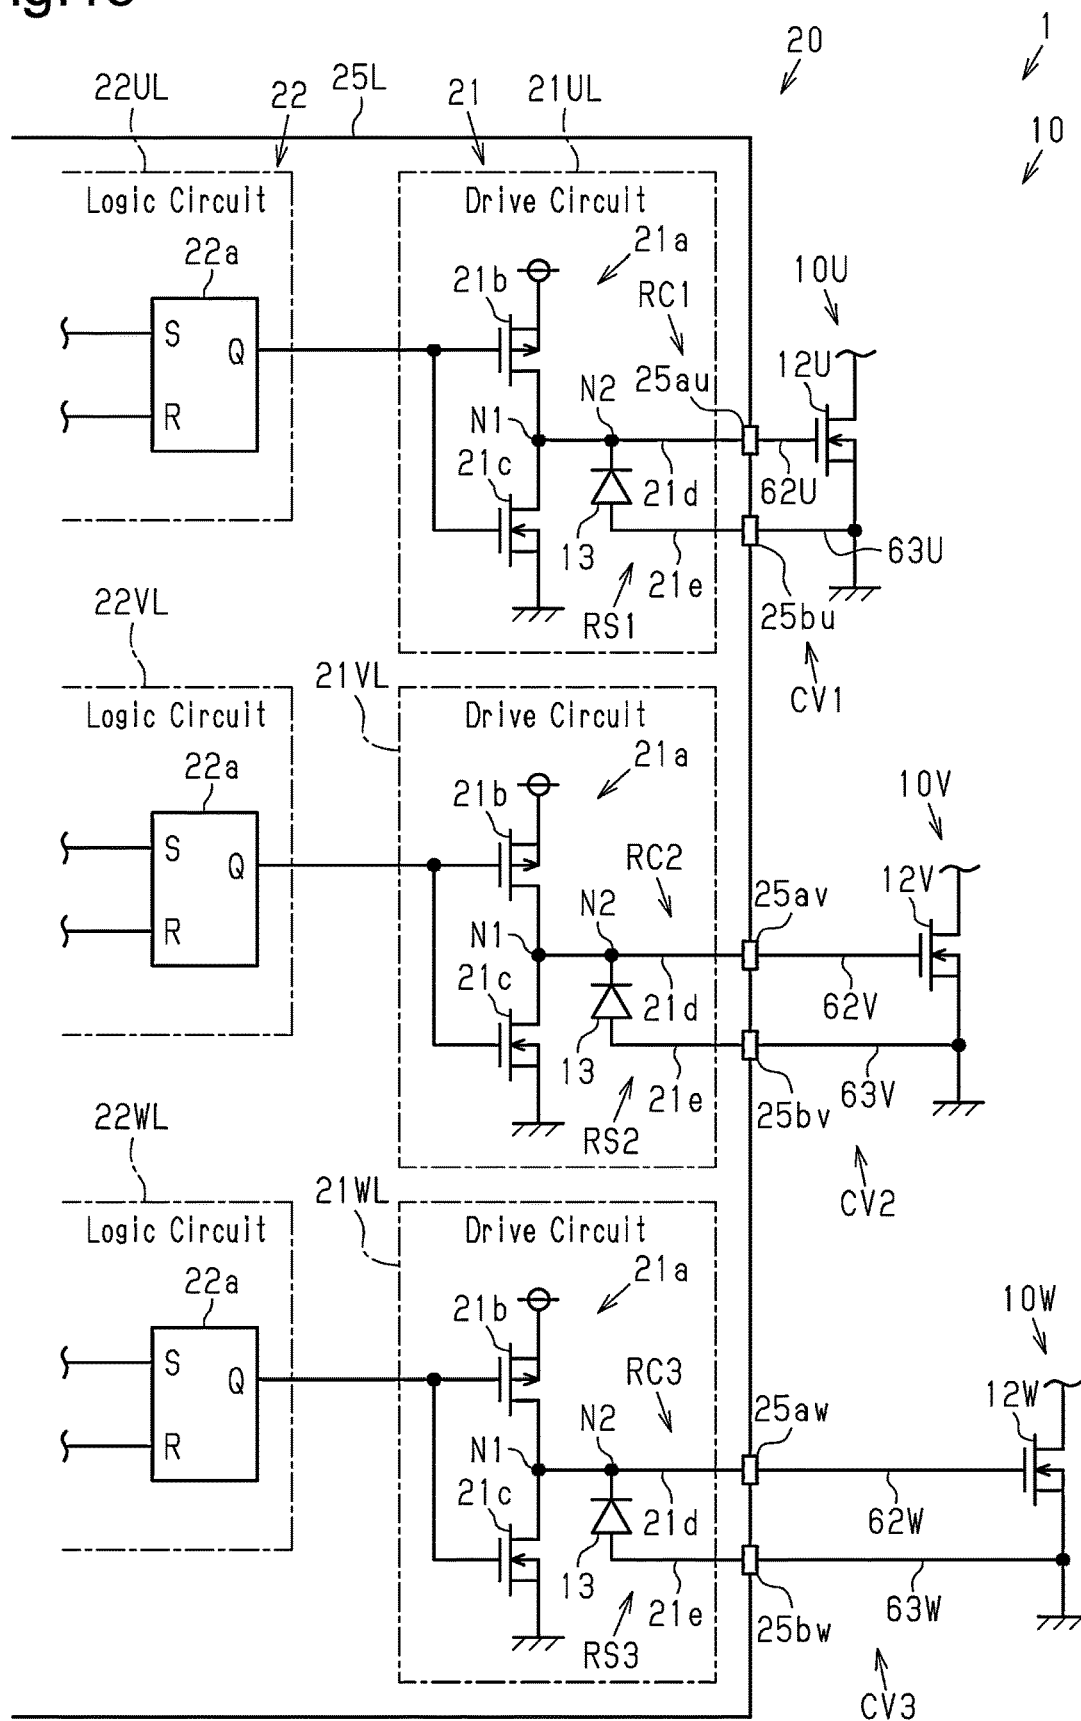 20
1
22UL
22
25L
21
21UL
10
Logic Circuit
Drive Circuit
22a
21a
21b
RC1
10U
S
Q
R
25au
12U
N1
N2
21c
21d
62U
13
21e
63U
RS1
25bu
CV1
22VL
21VL
Logic Circuit
Drive Circuit
22a
21a
21b
10V
S
Q
R
RC2
12V
N1
N2
25av
21c
21d
62V
13
21e
63V
RS2
25bv
CV2
22WL
21WL
Logic Circuit
Drive Circuit
22a
21a
21b
10W
S
Q
R
RC3
12W
N1
N2
25aw
21c
21d
62W
13
21e
63W
RS3
25bw
CV3